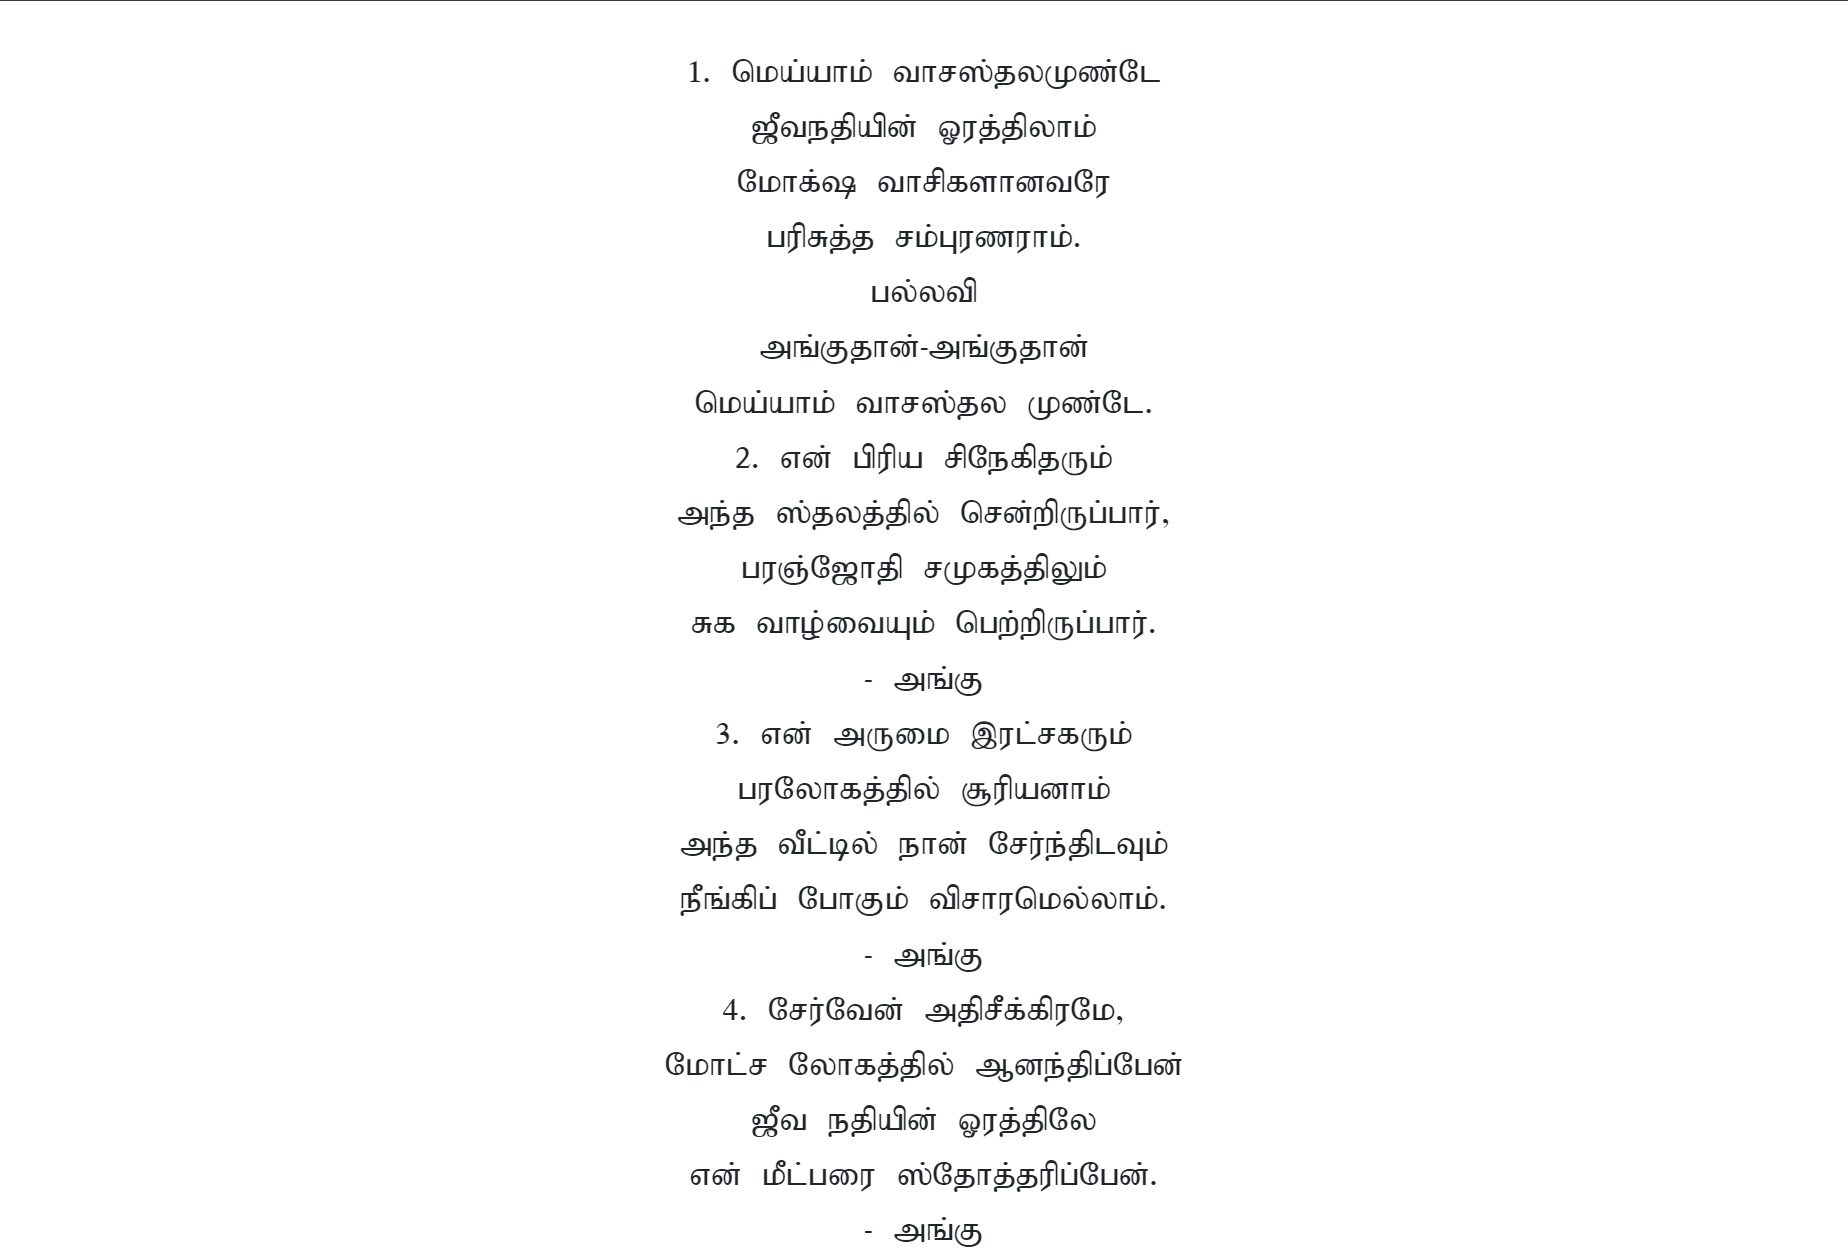 1. மெய்யாம் வாசஸ்தலமுண்டே
ஜீவநதியின் ஓரத்திலாம்
மோக்ஷ வாசிகளானவரே
பரிசுத்த சம்புரணராம்.
பல்லவி
அங்குதான்-அங்குதான்
மெய்யாம் வாசஸ்தல முண்டே.
2. என் பிரிய சிநேகிதரும்
அந்த ஸ்தலத்தில் சென்றிருப்பார்,
பரஞ்ஜோதி சமுகத்திலும்
சுக வாழ்வையும் பெற்றிருப்பார்.
- அங்கு
3. என் அருமை இரட்சகரும்
பரலோகத்தில் சூரியனாம்
அந்த வீட்டில் நான் சேர்ந்திடவும்
நீங்கிப் போகும் விசாரமெல்லாம்.
- அங்கு
4. சேர்வேன் அதிசீக்கிரமே,
மோட்ச லோகத்தில் ஆனந்திப்பேன்
ஜீவ நதியின் ஓரத்திலே
என் மீட்பரை ஸ்தோத்தரிப்பேன்.
- அங்கு